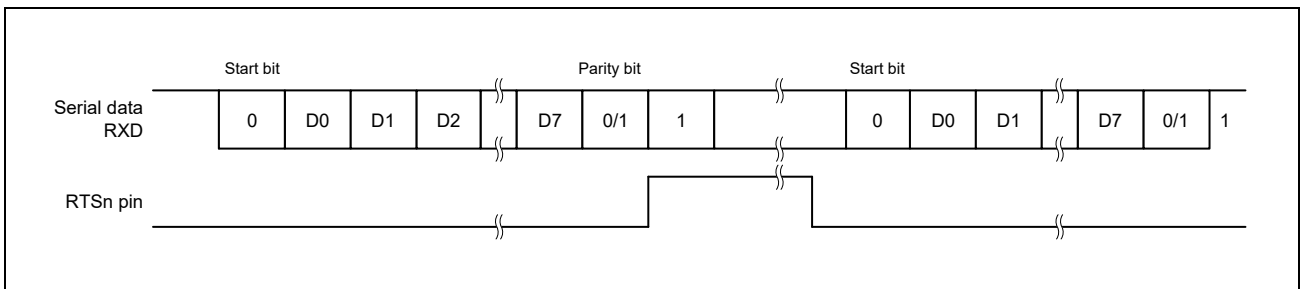 Start bit Parity bit Start bit
Serial data
RXD
0 D0 D1 D2 D7 0/1 1 0 D0 D1 D7 0/1 1
RTSn pin